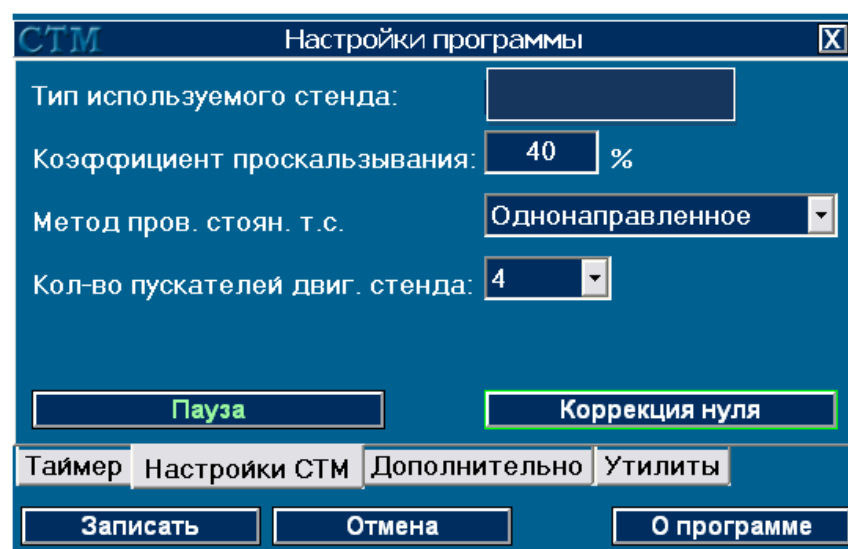 СТМ Настройки программы X
Тип используемого стенда:
Коэффициент проскальзывания: 40 %
Метод пров. стоян. т.с. Однонаправленное
Кол-во пускателей двиг. стенда: 4
Пауза Коррекция нуля
Таймер Настройки СТМ Дополнительно Утилиты
Записать Отмена О программе